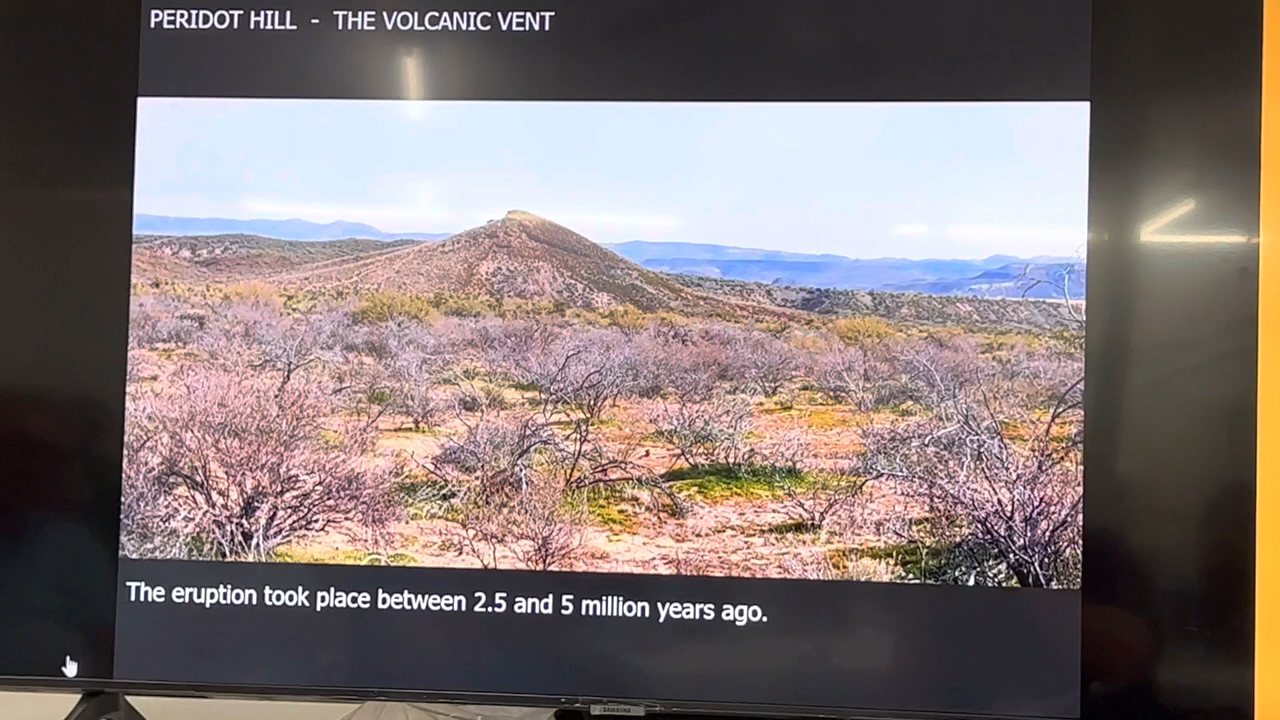 PERIDOT HILL - THE VOLCANIC VENT
The eruption took place between 2.5 and 5 million years ago.
SAMSUNG